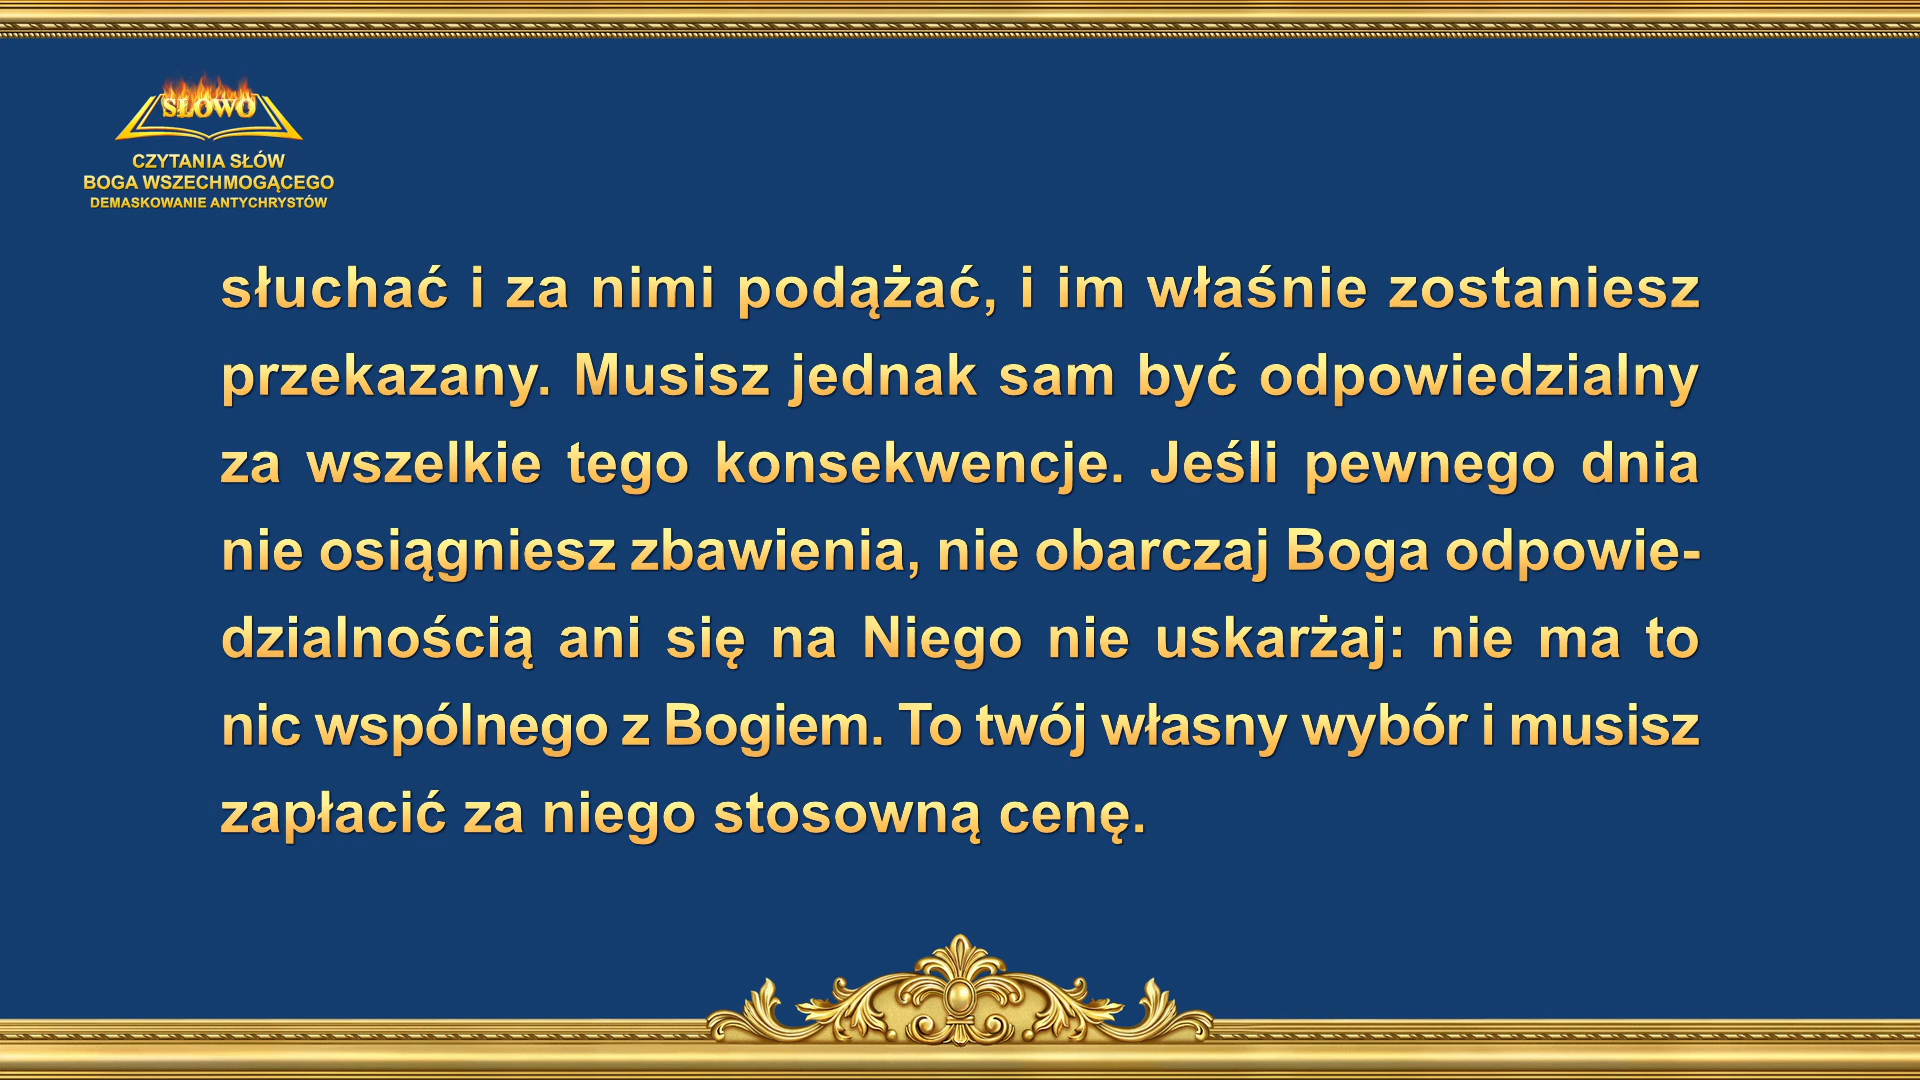 SŁOWO
CZYTANIA SŁÓW
BOGA WSZECHMOGĄCEGO
DEMASKOWANIE ANTYCHRYSTÓW
słuchać i za nimi podążać, i im właśnie zostaniesz
przekazany. Musisz jednak sam być odpowiedzialny
za wszelkie tego konsekwencje. Jeśli pewnego dnia
nie osiągniesz zbawienia, nie obarczaj Boga odpowie-
dzialnością ani się na Niego nie uskarżaj: nie ma to
nic wspólnego z Bogiem. To twój własny wybór i musisz
zapłacić za niego stosowną cenę.